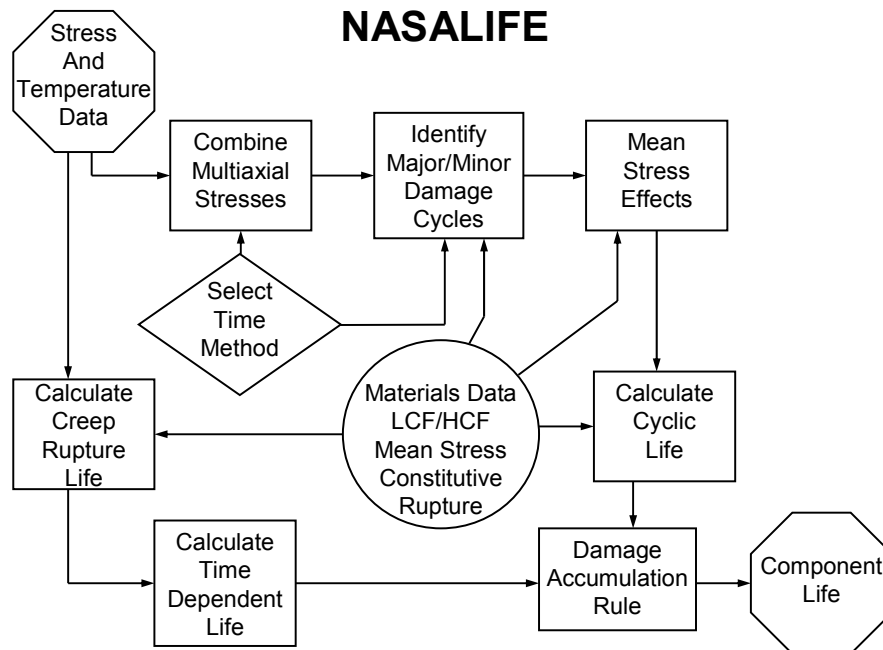 NASALIFE
Stress
And
Temperature
Data
Combine
Multiaxial
Stresses
Identify
Major/Minor
Damage
Cycles
Mean
Stress
Effects
Select
Time
Method
Calculate
Creep
Rupture
Life
Materials Data
LCF/HCF
Mean Stress
Constitutive
Rupture
Calculate
Cyclic
Life
Calculate
Time
Dependent
Life
Damage
Accumulation
Rule
Component
Life